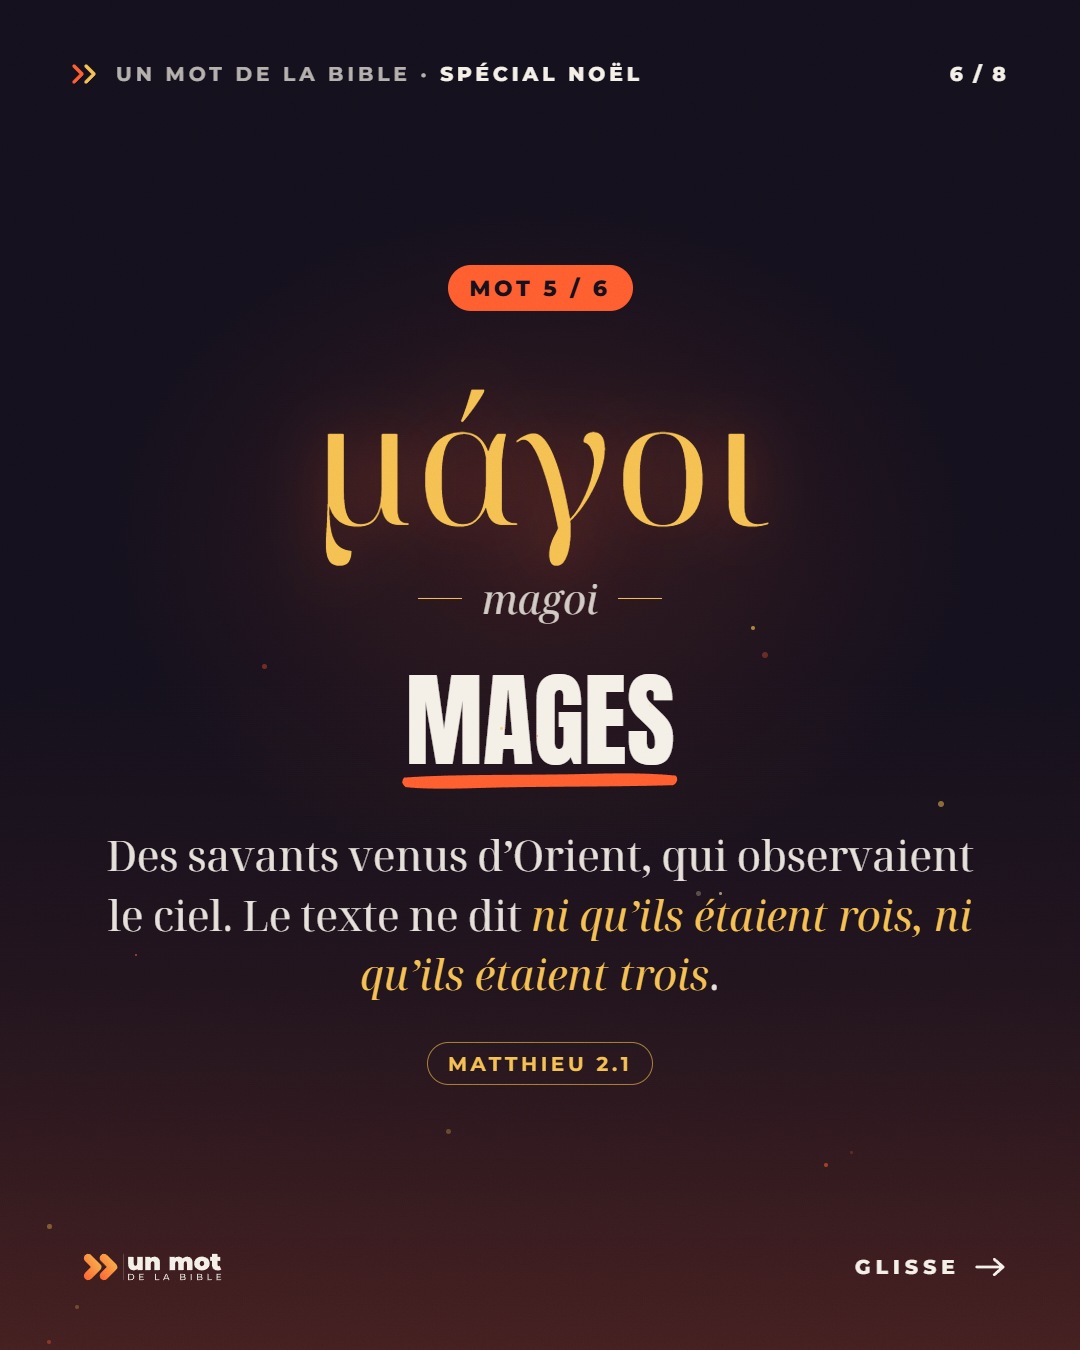 UN MOT DE LA BIBLE · SPÉCIAL NOËL
6 / 8
MOT 5 / 6
μάγοι
magoi
MAGES
Des savants venus d’Orient, qui observaient
le ciel. Le texte ne dit ni qu’ils étaient rois, ni
qu’ils étaient trois.
MATTHIEU 2.1
un mot
DE LA BIBLE
GLISSE →